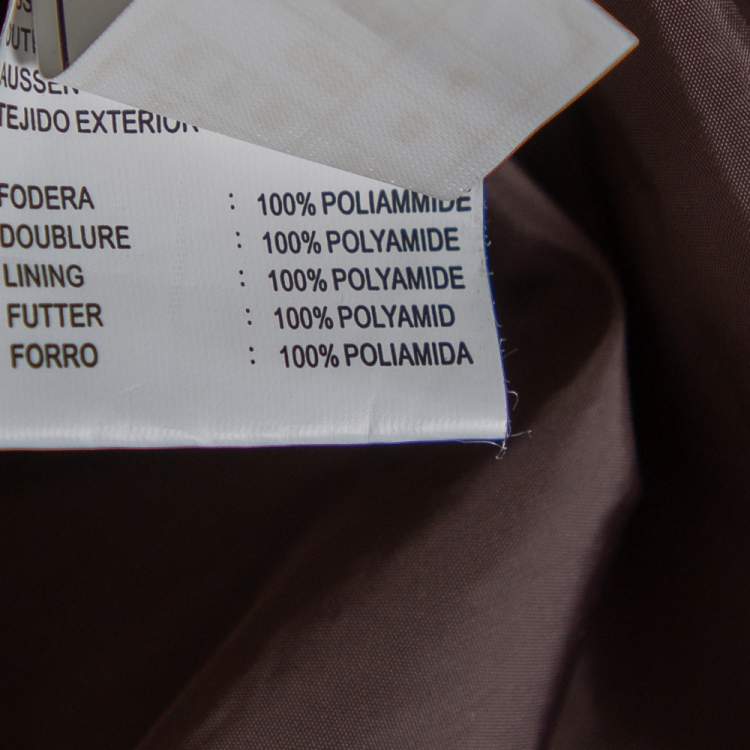 AUSSEN
TEJIDO EXTERIOR
FODERA : 100% POLIAMMIDE
DOUBLURE : 100% POLYAMIDE
LINING : 100% POLYAMIDE
FUTTER : 100% POLYAMID
FORRO : 100% POLIAMIDA